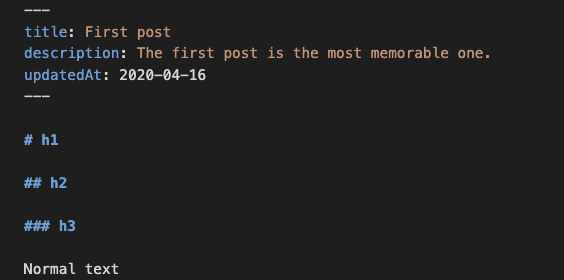 ---
title: First post
description: The first post is the most memorable one.
updatedAt: 2020-04-16
---
# h1
## h2
### h3
Normal text